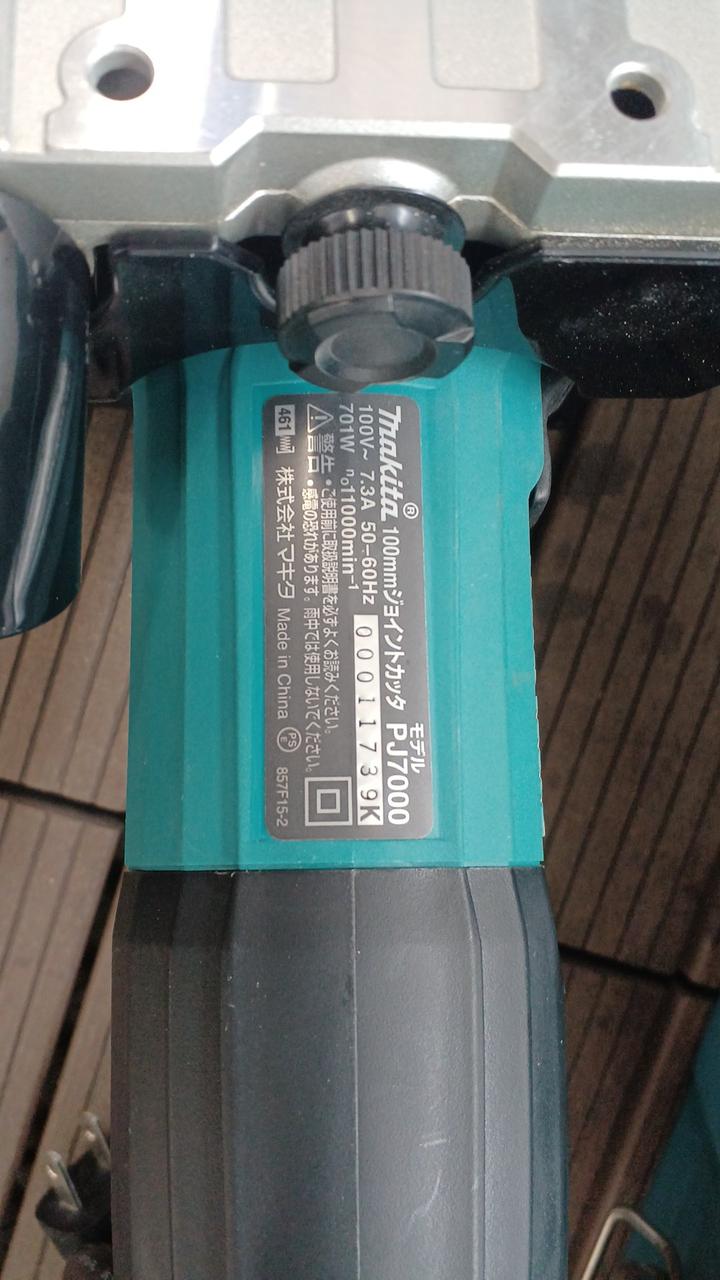 makita® 100mmジョイントカッタ モデル PJ7000
100V~ 7.3A 50-60Hz
701W n₀11000min⁻¹
0001 1739K
⚠警告 •ご使用前に取扱説明書を必ずよくお読みください。
•感電の恐れがあります。雨中では使用しないでください。
461 株式会社 マキタ Made in China PSE 857F15-2